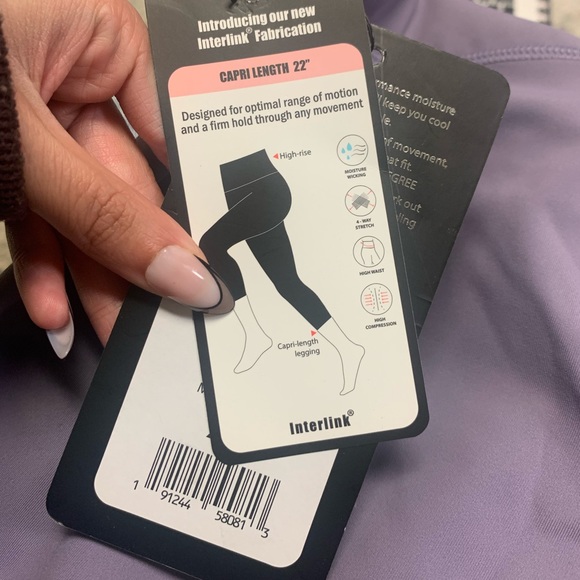 Introducing our new
Interlink® Fabrication
CAPRI LENGTH 22"
Designed for optimal range of motion
and a firm hold through any movement
High-rise
MOISTURE
WICKING
4 - WAY
STRETCH
HIGH WAIST
HIGH
COMPRESSION
Capri-length
legging
Interlink®
rmance moisture
keep you cool
of movement,
at fit.
EGREE
rk out
1 91244 58081 3